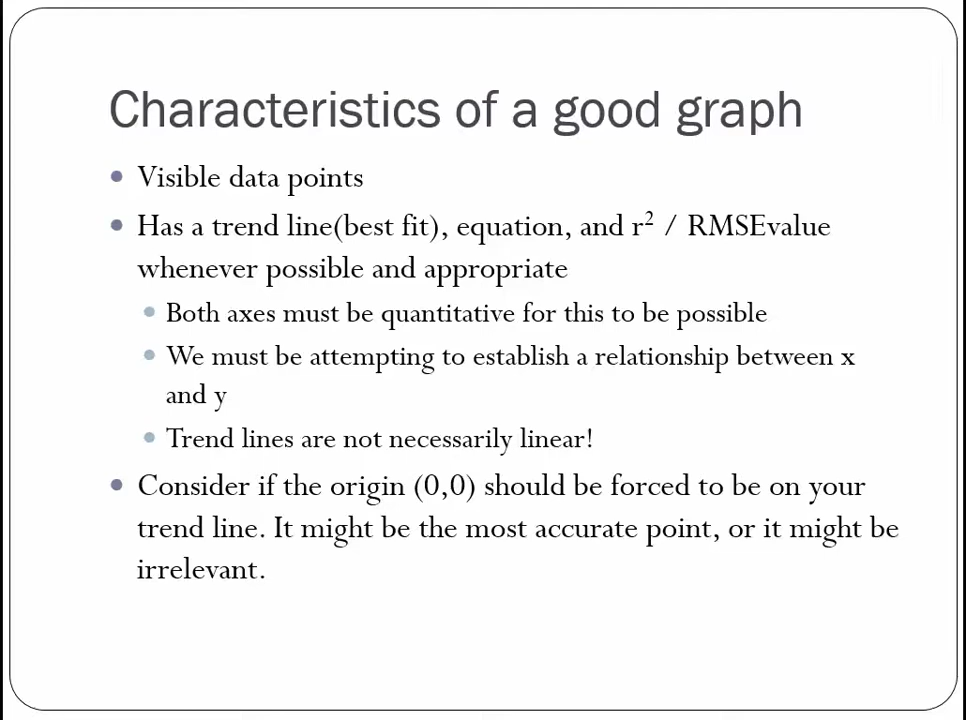 Characteristics of a good graph
• Visible data points
• Has a trend line(best fit), equation, and r² / RMSEvalue
whenever possible and appropriate
• Both axes must be quantitative for this to be possible
• We must be attempting to establish a relationship between x
and y
• Trend lines are not necessarily linear!
• Consider if the origin (0,0) should be forced to be on your
trend line. It might be the most accurate point, or it might be
irrelevant.